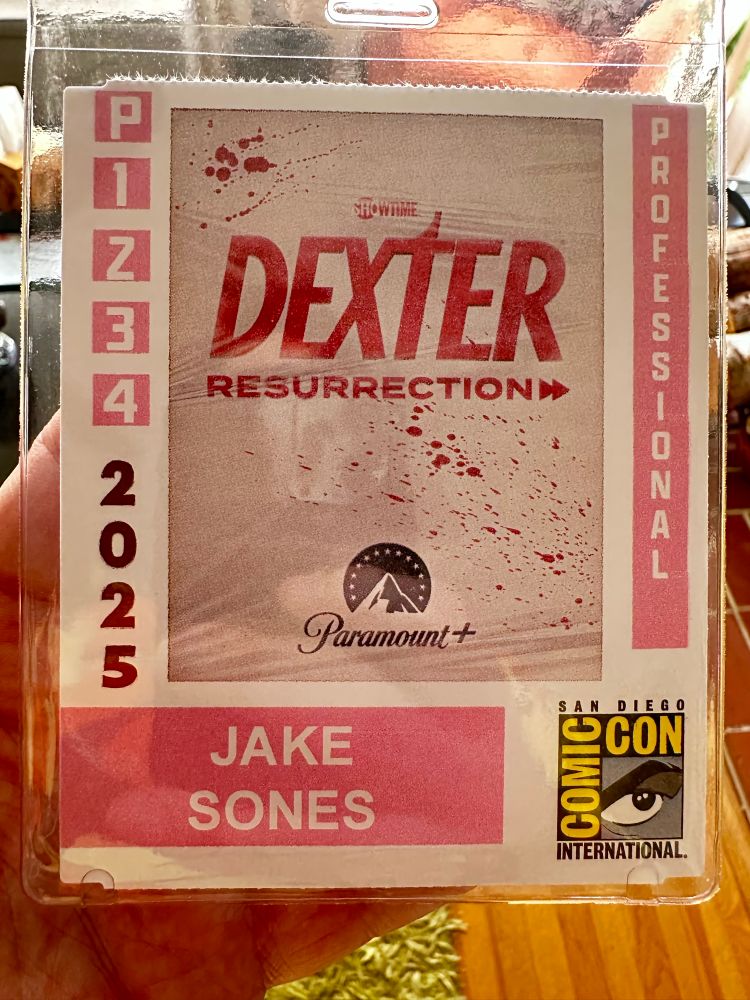 P
1
2
3
4
2025
SHOWTIME
DEXTER
RESURRECTION
Paramount+
PROFESSIONAL
JAKE
SONES
SAN DIEGO
COMIC
CON
INTERNATIONAL®